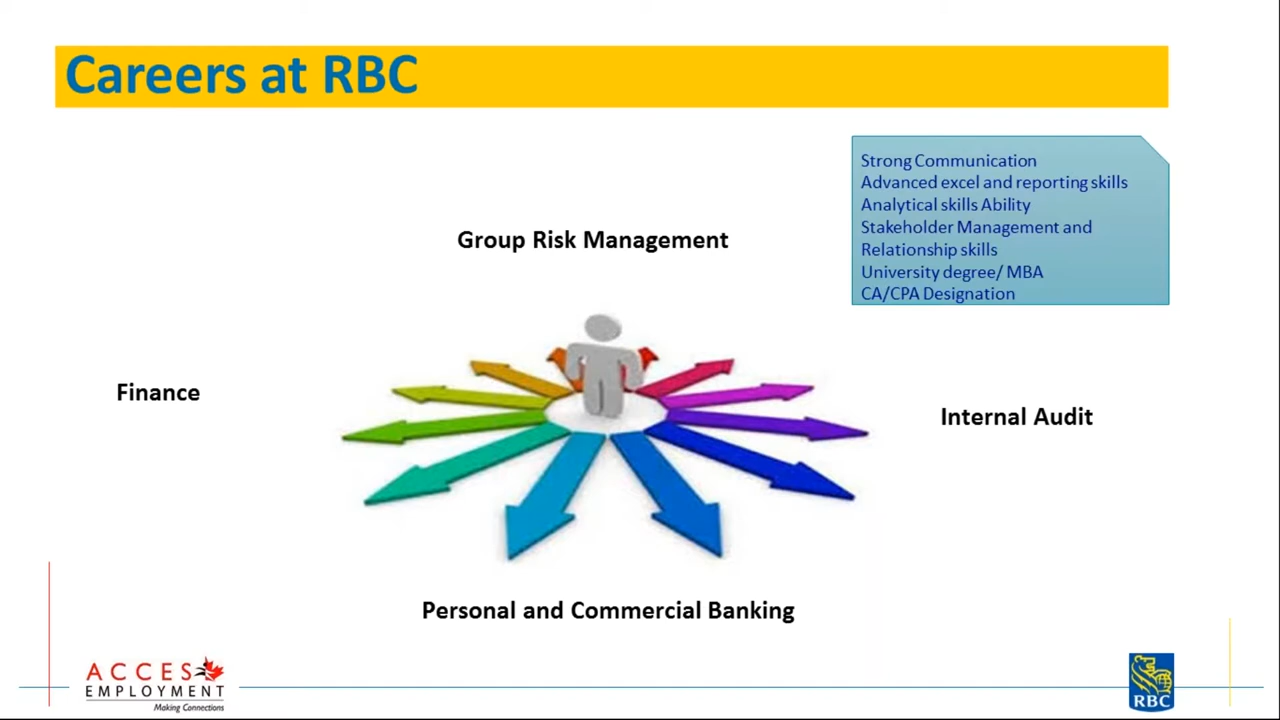 Careers at RBC
Strong Communication
Advanced excel and reporting skills
Analytical skills Ability
Stakeholder Management and
Relationship skills
University degree/ MBA
CA/CPA Designation
Group Risk Management
Finance
Internal Audit
Personal and Commercial Banking
ACCES
EMPLOYMENT
Making Connections
RBC